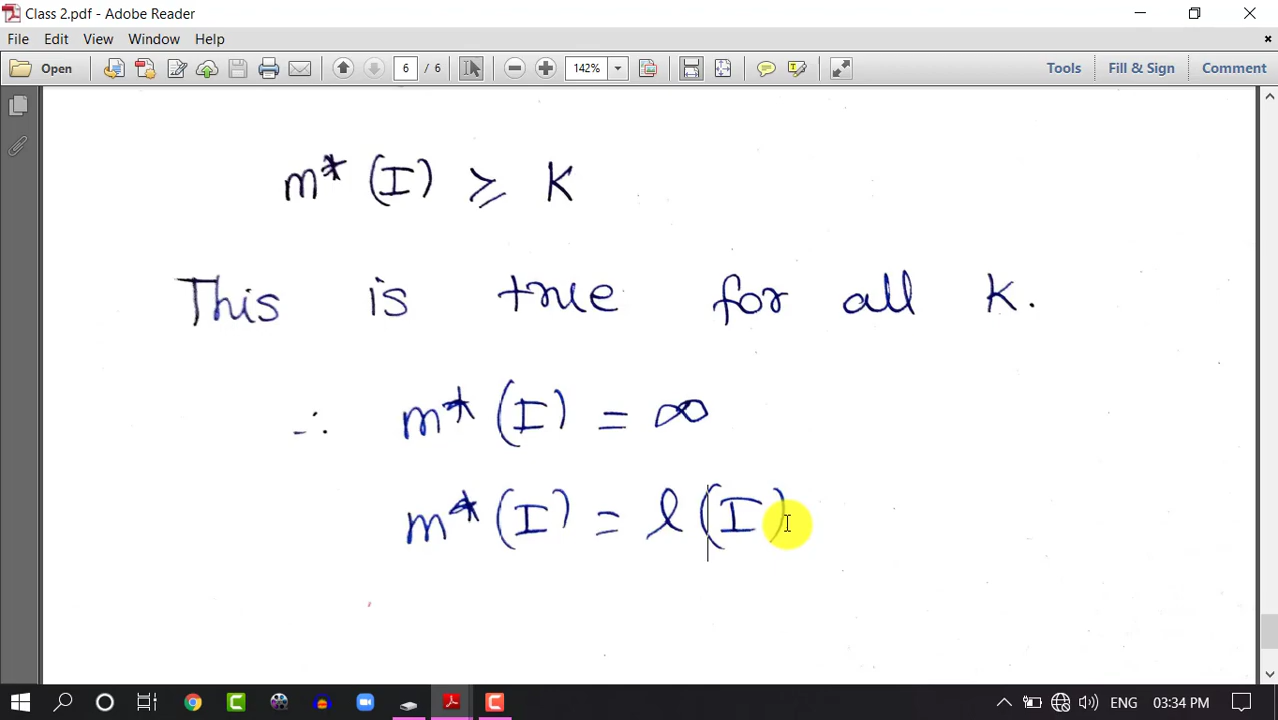 Class 2.pdf - Adobe Reader
File Edit View Window Help
Open 6 / 6 142% Tools Fill & Sign Comment
m* (I) ≥ K
This is true for all K.
∴ m* (I) = ∞
m* (I) = l (I)
ENG 03:34 PM